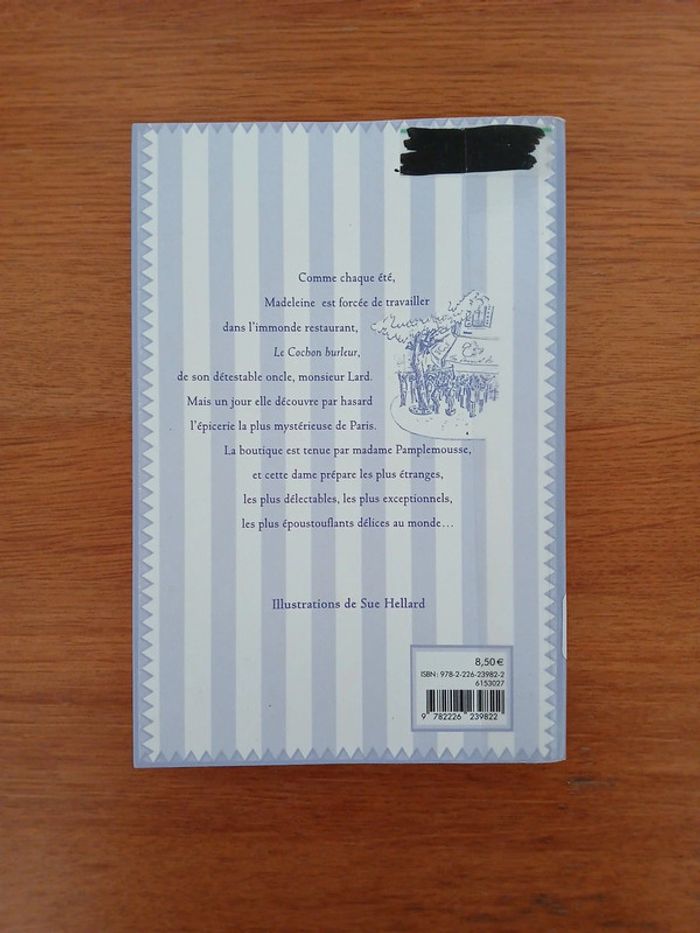 Comme chaque été,
Madeleine est forcée de travailler
dans l'immonde restaurant,
Le Cochon hurleur,
de son détestable oncle, monsieur Lard.
Mais un jour elle découvre par hasard
l'épicerie la plus mystérieuse de Paris.
La boutique est tenue par madame Pamplemousse,
et cette dame prépare les plus étranges,
les plus délectables, les plus exceptionnels,
les plus époustouflants délices au monde…
Illustrations de Sue Hellard
8,50 €
ISBN : 978-2-226-23982-2
6153027
9 782226 239822